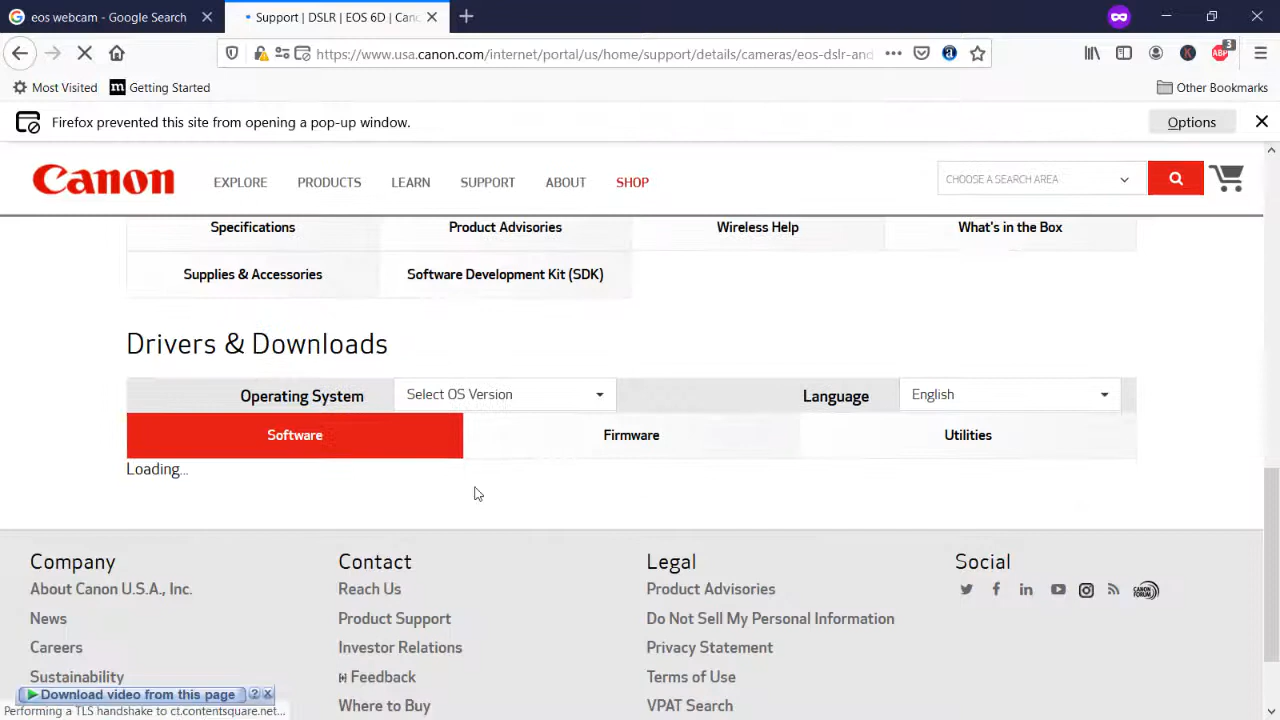 eos webcam - Google Search
Support | DSLR | EOS 6D | Can
https://www.usa.canon.com/internet/portal/us/home/support/details/cameras/eos-dslr-and
3
ABP
Most Visited
Getting Started
Other Bookmarks
Firefox prevented this site from opening a pop-up window.
Options
Canon
EXPLORE
PRODUCTS
LEARN
SUPPORT
ABOUT
SHOP
CHOOSE A SEARCH AREA
Specifications
Product Advisories
Wireless Help
What's in the Box
Supplies & Accessories
Software Development Kit (SDK)
Drivers & Downloads
Operating System
Select OS Version
Language
English
Software
Firmware
Utilities
Loading...
Company
Contact
Legal
Social
About Canon U.S.A., Inc.
Reach Us
Product Advisories
News
Product Support
Do Not Sell My Personal Information
Careers
Investor Relations
Privacy Statement
Sustainability
Feedback
Terms of Use
Where to Buy
VPAT Search
Download video from this page
Performing a TLS handshake to ct.contentsquare.net...